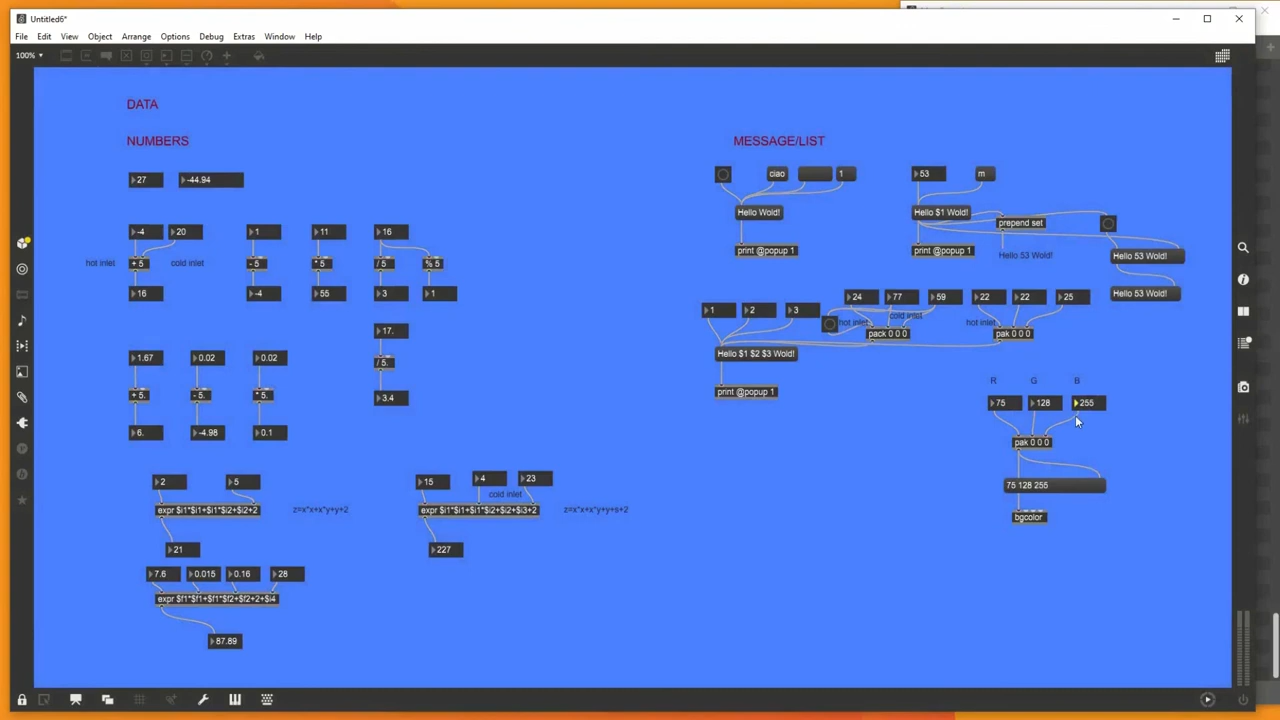 Untitled6*
File Edit View Object Arrange Options Debug Extras Window Help
100%
DATA
NUMBERS
27
-44.94
-4
20
1
11
16
hot inlet
+ 5
cold inlet
- 5
* 5
/ 5
% 5
16
-4
55
3
1
17.
/ 5.
3.4
1.67
0.02
0.02
+ 5.
- 5.
* 5.
6.
-4.98
0.1
2
5
expr $i1*$i1+$i1*$i2+$i2+2
z=x*x+x*y+y+2
21
15
4
23
cold inlet
expr $i1*$i1+$i1*$i2+$i2+$i3+2
z=x*x+x*y+y+s+2
227
7.6
0.015
0.16
28
expr $f1*$f1+$f1*$f2+$f2+2+$i4
87.89
MESSAGE/LIST
ciao
1
Hello Wold!
print @popup 1
53
m
Hello $1 Wold!
prepend set
print @popup 1
Hello 53 Wold!
Hello 53 Wold!
Hello 53 Wold!
1
2
3
24
77
59
22
22
25
hot inlet
cold inlet
hot inlet
pack 0 0 0
pak 0 0 0
Hello $1 $2 $3 Wold!
print @popup 1
R
G
B
75
128
255
pak 0 0 0
75 128 255
bgcolor